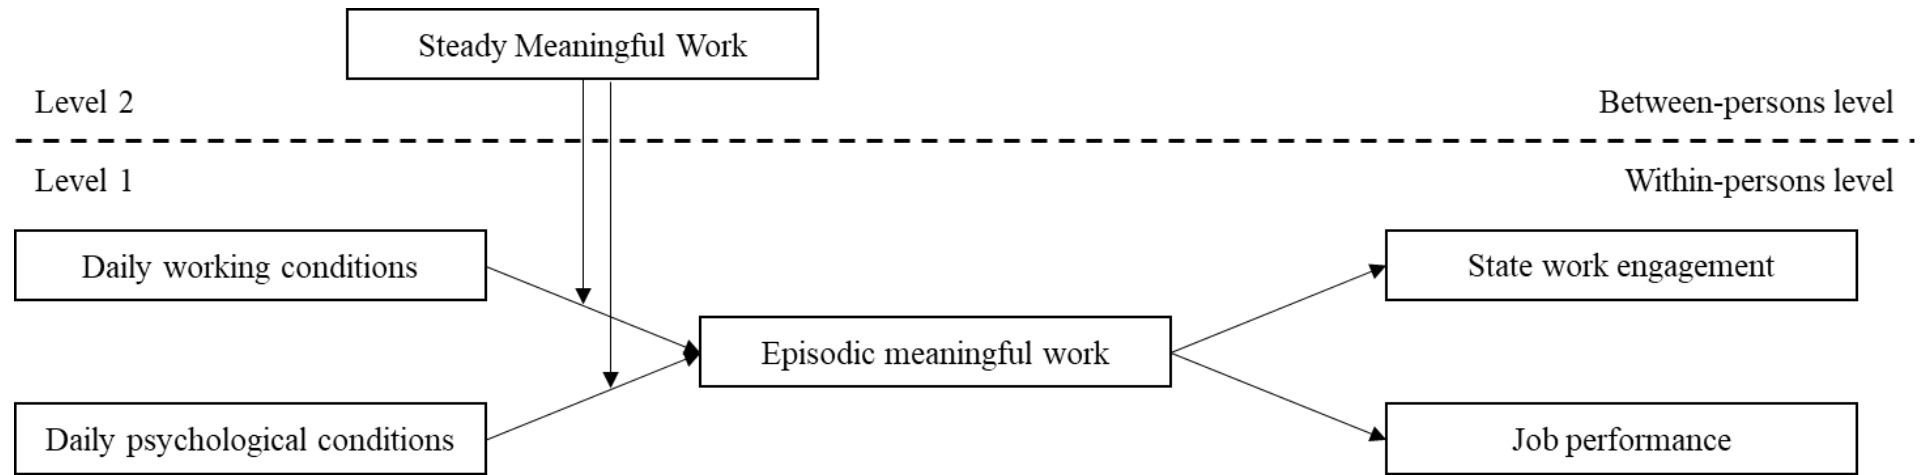 Steady Meaningful Work
Level 2
Between-persons level
Level 1
Within-persons level
Daily working conditions
State work engagement
Episodic meaningful work
Daily psychological conditions
Job performance